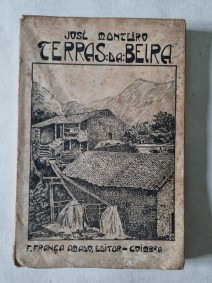 JOSÉ MONTEIRO
TERRAS:DA:BEIRA
F. FRANÇA AMADO, EDITOR-COIMBRA